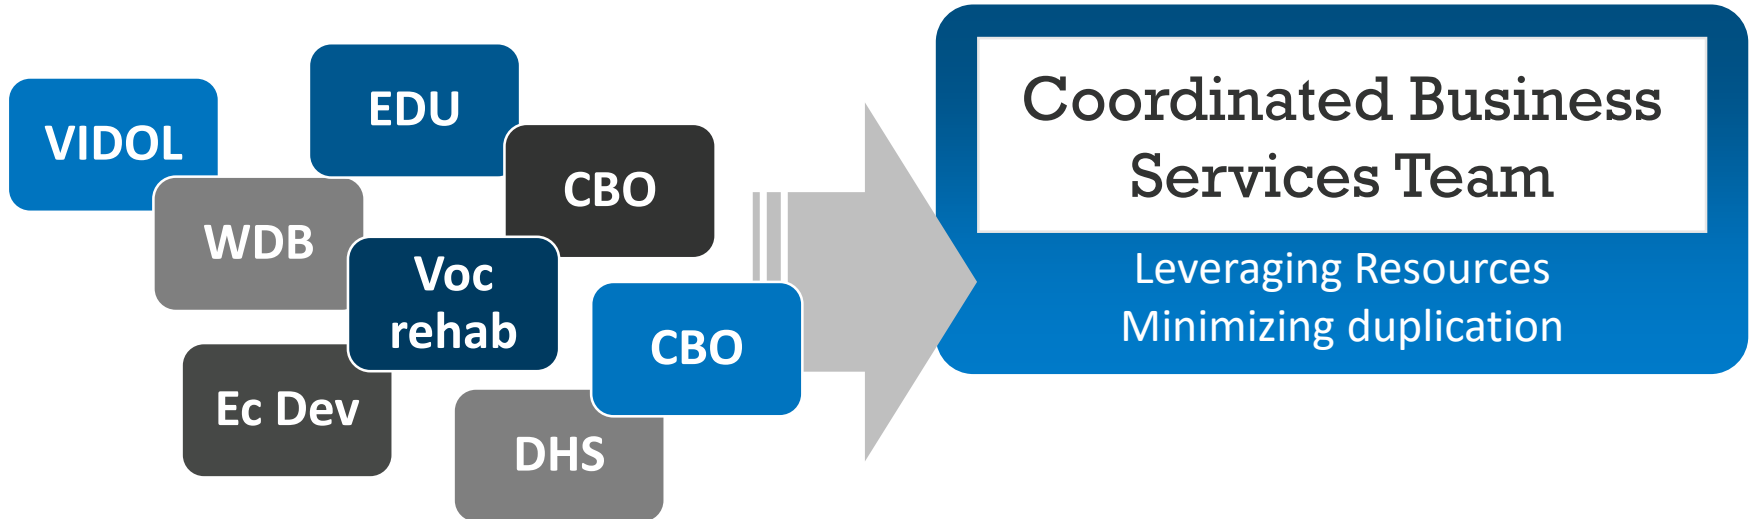 VIDOL
EDU
CBO
WDB
Voc
rehab
CBO
Ec Dev
DHS
Coordinated Business
Services Team
Leveraging Resources
Minimizing duplication